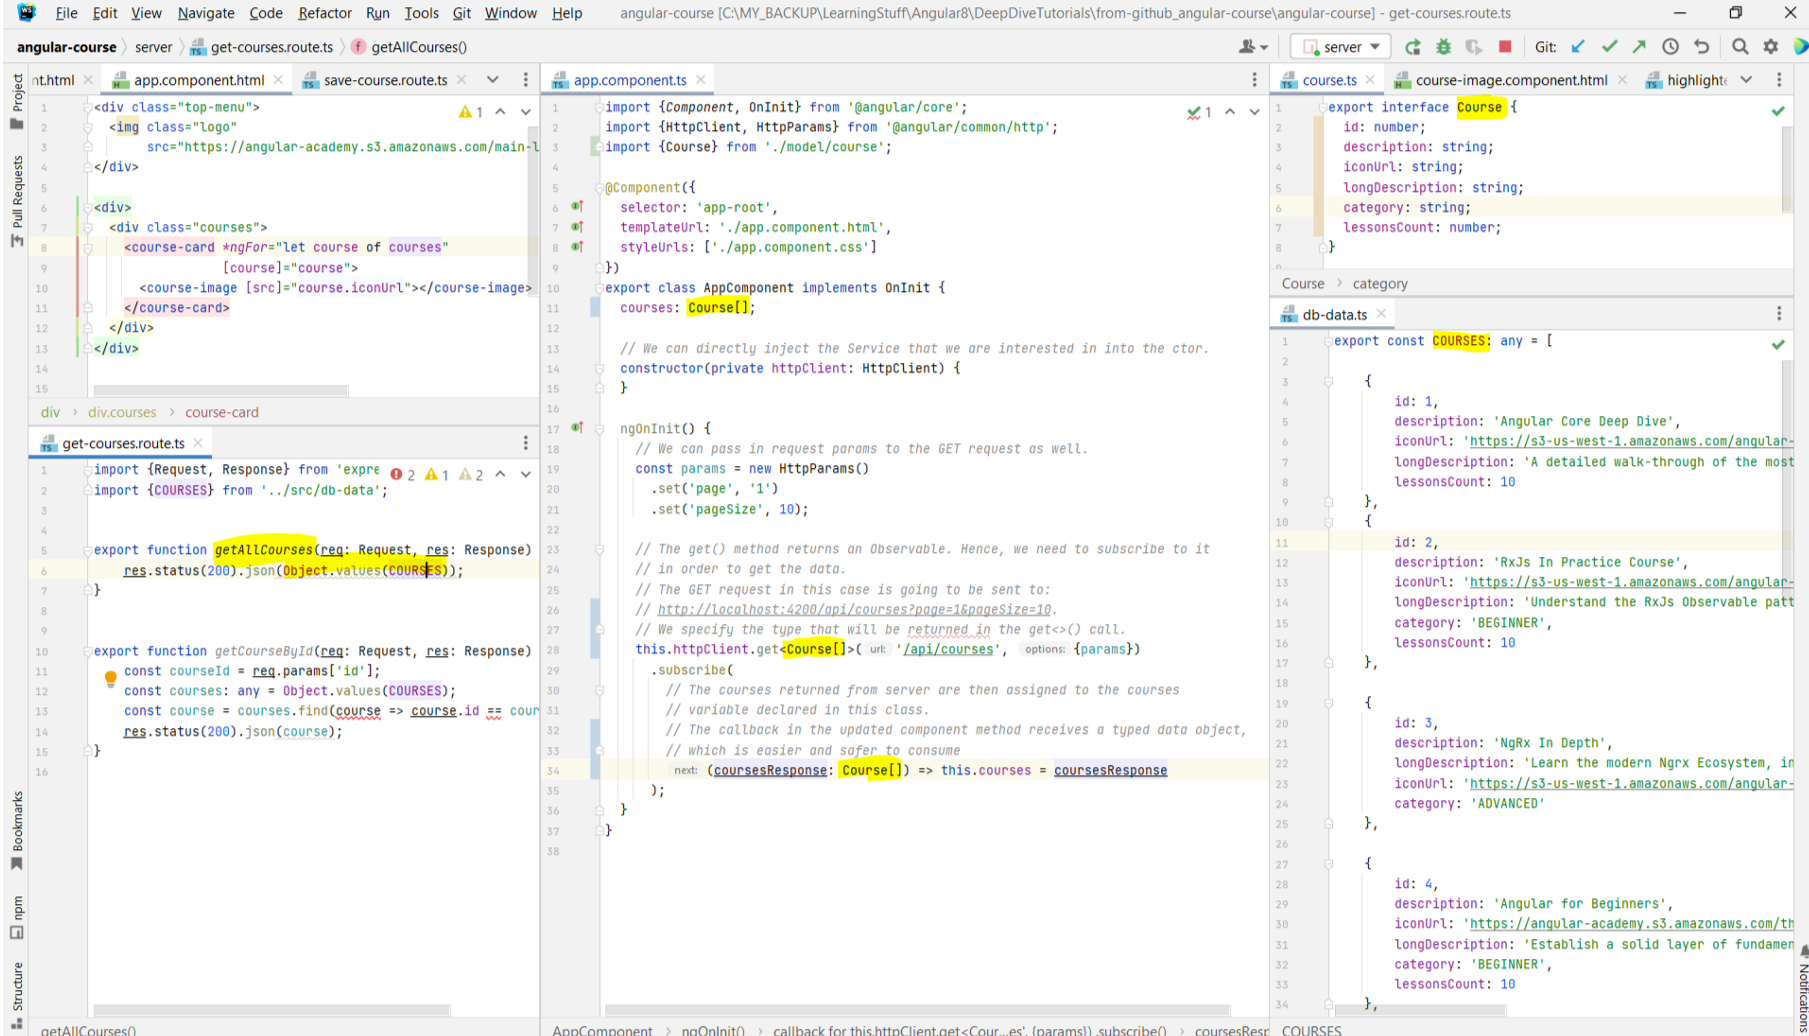 File Edit View Navigate Code Refactor Run Tools Git Window Help angular-course [C:\MY_BACKUP\LearningStuff\Angular8\DeepDiveTutorials\from-github_angular-course\angular-course] - get-courses.route.ts
angular-course server get-courses.route.ts getAllCourses() server Git:
Project
Pull Requests
Bookmarks
npm
Structure
nt.html app.component.html save-course.route.ts
1 <div class="top-menu"> 1
2 <img class="logo"
3 src="https://angular-academy.s3.amazonaws.com/main-l
4 </div>
5
6 <div>
7 <div class="courses">
8 <course-card *ngFor="let course of courses"
9 [course]="course">
10 <course-image [src]="course.iconUrl"></course-image>
11 </course-card>
12 </div>
13 </div>
14
15
div div.courses course-card
get-courses.route.ts
1 import {Request, Response} from 'expre 2 1 2
2 import {COURSES} from '../src/db-data';
3
4
5 export function getAllCourses(req: Request, res: Response)
6 res.status(200).json(Object.values(COURSES));
7 }
8
9
10 export function getCourseById(req: Request, res: Response)
11 const courseId = req.params['id'];
12 const courses: any = Object.values(COURSES);
13 const course = courses.find(course => course.id == cour
14 res.status(200).json(course);
15 }
16
getAllCourses()
app.component.ts
1 import {Component, OnInit} from '@angular/core'; 1
2 import {HttpClient, HttpParams} from '@angular/common/http';
3 import {Course} from './model/course';
4
5 @Component({
6 selector: 'app-root',
7 templateUrl: './app.component.html',
8 styleUrls: ['./app.component.css']
9 })
10 export class AppComponent implements OnInit {
11 courses: Course[];
12
13 // We can directly inject the Service that we are interested in into the ctor.
14 constructor(private httpClient: HttpClient) {
15 }
16
17 ngOnInit() {
18 // We can pass in request params to the GET request as well.
19 const params = new HttpParams()
20 .set('page', '1')
21 .set('pageSize', 10);
22
23 // The get() method returns an Observable. Hence, we need to subscribe to it
24 // in order to get the data.
25 // The GET request in this case is going to be sent to:
26 // http://localhost:4200/api/courses?page=1&pageSize=10.
27 // We specify the type that will be returned in the get<>() call.
28 this.httpClient.get<Course[]>( url: '/api/courses', options: {params})
29 .subscribe(
30 // The courses returned from server are then assigned to the courses
31 // variable declared in this class.
32 // The callback in the updated component method receives a typed data object,
33 // which is easier and safer to consume
34 next: (coursesResponse: Course[]) => this.courses = coursesResponse
35 );
36 }
37 }
38
AppComponent ngOnInit() callback for this.httpClient.get<Cour...es', {params}) .subscribe() coursesResp
course.ts course-image.component.html highlight
1 export interface Course {
2 id: number;
3 description: string;
4 iconUrl: string;
5 longDescription: string;
6 category: string;
7 lessonsCount: number;
8 }
Course category
db-data.ts
1 export const COURSES: any = [
2
3 {
4 id: 1,
5 description: 'Angular Core Deep Dive',
6 iconUrl: 'https://s3-us-west-1.amazonaws.com/angular-
7 longDescription: 'A detailed walk-through of the most
8 lessonsCount: 10
9 },
10 {
11 id: 2,
12 description: 'RxJs In Practice Course',
13 iconUrl: 'https://s3-us-west-1.amazonaws.com/angular-
14 longDescription: 'Understand the RxJs Observable patt
15 category: 'BEGINNER',
16 lessonsCount: 10
17 },
18
19 {
20 id: 3,
21 description: 'NgRx In Depth',
22 longDescription: 'Learn the modern Ngrx Ecosystem, in
23 iconUrl: 'https://s3-us-west-1.amazonaws.com/angular-
24 category: 'ADVANCED'
25 },
26
27 {
28 id: 4,
29 description: 'Angular for Beginners',
30 iconUrl: 'https://angular-academy.s3.amazonaws.com/th
31 longDescription: 'Establish a solid layer of fundamen
32 category: 'BEGINNER',
33 lessonsCount: 10
34 },
COURSES
Notifications